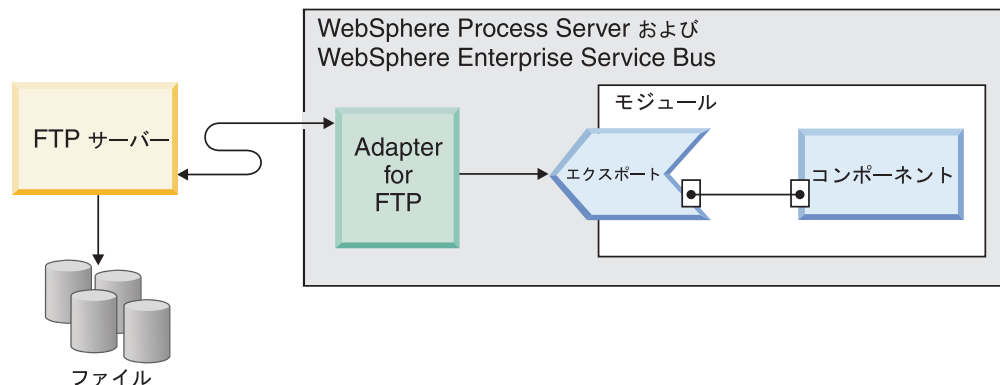 WebSphere Process Server および
WebSphere Enterprise Service Bus
モジュール
FTP サーバー
Adapter
for
FTP
エクスポート
コンポーネント
ファイル